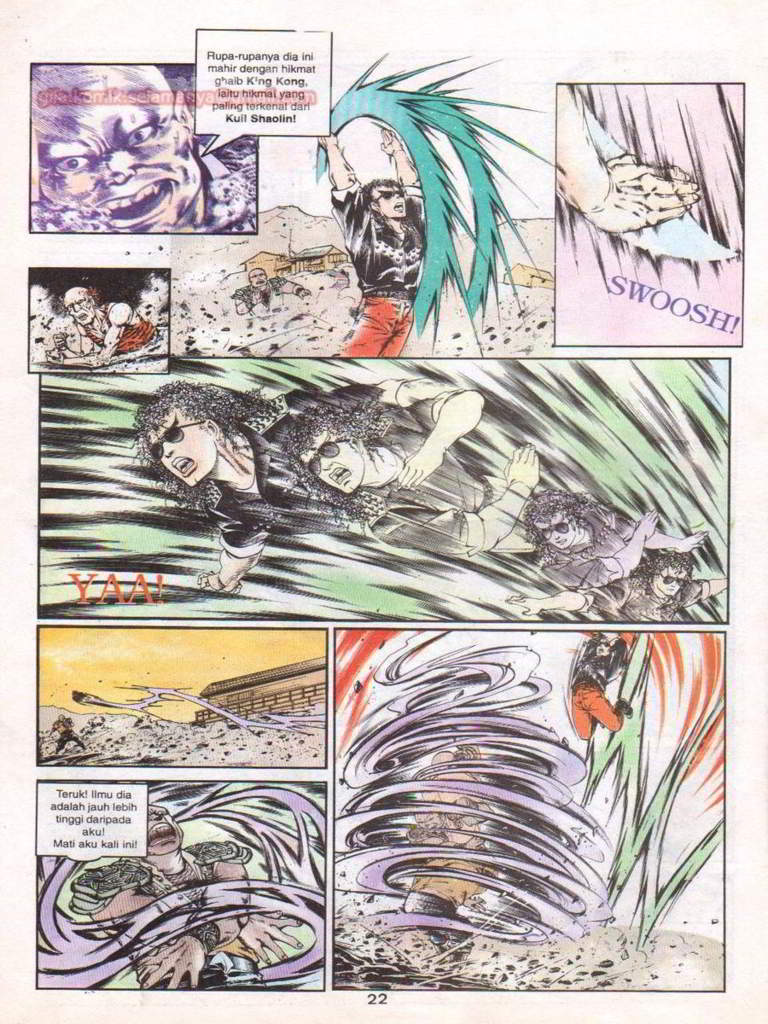 Rupa-rupanya dia ini
mahir dengan hikmat
ghaib King Kong,
iaitu hikmat yang
paling terkenal dari
Kuil Shaolin!
SWOOSH!
YAA!
Teruk! Ilmu dia
adalah jauh lebih
tinggi daripada
aku!
Mati aku kali ini!
22